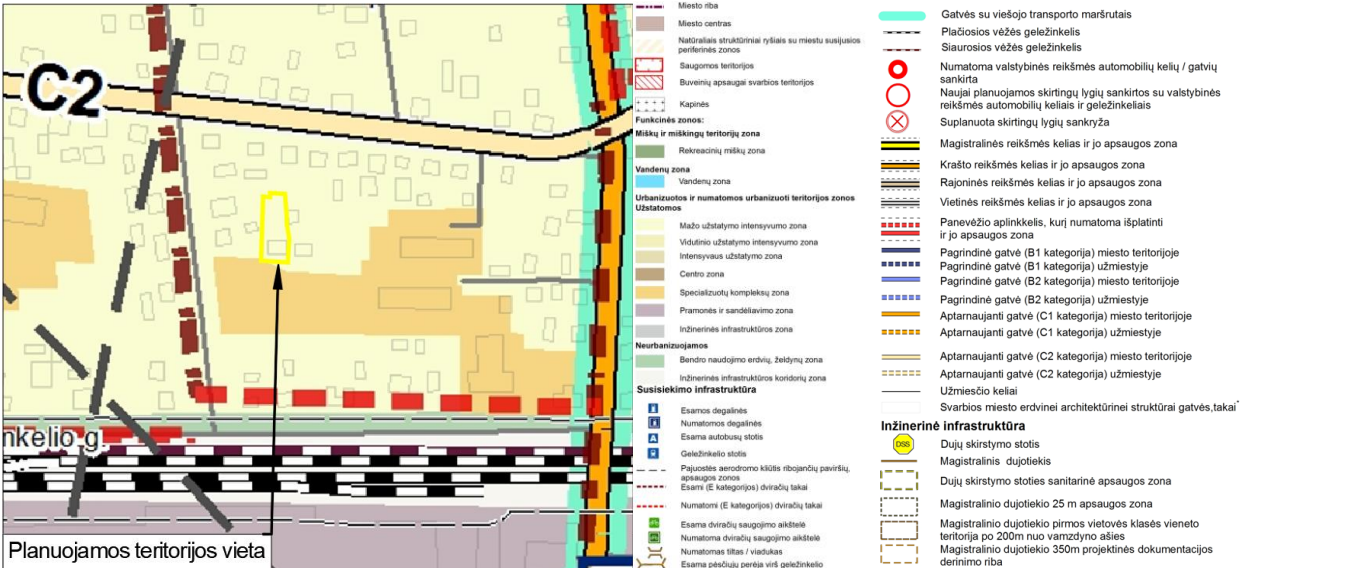 C2
nkelio g.
Planuojamos teritorijos vieta
Miesto riba
Miesto centras
Natūraliais struktūriniai ryšiais su miestu susijusios
periferinės zonos
Saugomos teritorijos
Buveinių apsaugai svarbios teritorijos
Kapinės
Funkcinės zonos:
Miškų ir miškingų teritorijų zona
Rekreacinių miškų zona
Vandenų zona
Vandenų zona
Urbanizuotos ir numatomos urbanizuoti teritorijos zonos
Užstatomos
Mažo užstatymo intensyvumo zona
Vidutinio užstatymo intensyvumo zona
Intensyvaus užstatymo zona
Centro zona
Specializuotų kompleksų zona
Pramonės ir sandėliavimo zona
Inžinerinės infrastruktūros zona
Neurbanizuojamos
Bendro naudojimo erdvių, želdynų zona
Inžinerinės infrastruktūros koridorių zona
Susisiekimo infrastruktūra
Esamos degalinės
Numatomos degalinės
A Esama autobusų stotis
Geležinkelio stotis
Pajuostės aerodromo kliūtis ribojančių paviršių,
apsaugos zonos
Esami (E kategorijos) dviračių takai
Numatomi (E kategorijos) dviračių takai
Esama dviračių saugojimo aikštelė
Numatoma dviračių saugojimo aikštelė
Numatomas tiltas / viadukas
Esama pėsčiųjų perėja virš geležinkelio
Gatvės su viešojo transporto maršrutais
Plačiosios vėžės geležinkelis
Siaurosios vėžės geležinkelis
Numatoma valstybinės reikšmės automobilių kelių / gatvių
sankirta
Naujai planuojamos skirtingų lygių sankirtos su valstybinės
reikšmės automobilių keliais ir geležinkeliais
Suplanuota skirtingų lygių sankryža
Magistralinės reikšmės kelias ir jo apsaugos zona
Krašto reikšmės kelias ir jo apsaugos zona
Rajoninės reikšmės kelias ir jo apsaugos zona
Vietinės reikšmės kelias ir jo apsaugos zona
Panevėžio aplinkkelis, kurį numatoma išplatinti
ir jo apsaugos zona
Pagrindinė gatvė (B1 kategorija) miesto teritorijoje
Pagrindinė gatvė (B1 kategorija) užmiestyje
Pagrindinė gatvė (B2 kategorija) miesto teritorijoje
Pagrindinė gatvė (B2 kategorija) užmiestyje
Aptarnaujanti gatvė (C1 kategorija) miesto teritorijoje
Aptarnaujanti gatvė (C1 kategorija) užmiestyje
Aptarnaujanti gatvė (C2 kategorija) miesto teritorijoje
Aptarnaujanti gatvė (C2 kategorija) užmiestyje
Užmiesčio keliai
Svarbios miesto erdvinei architektūrinei struktūrai gatvės,takai*
Inžinerinė infrastruktūra
DSS Dujų skirstymo stotis
Magistralinis dujotiekis
Dujų skirstymo stoties sanitarinė apsaugos zona
Magistralinio dujotiekio 25 m apsaugos zona
Magistralinio dujotiekio pirmos vietovės klasės vieneto
teritorija po 200m nuo vamzdyno ašies
Magistralinio dujotiekio 350m projektinės dokumentacijos
derinimo riba